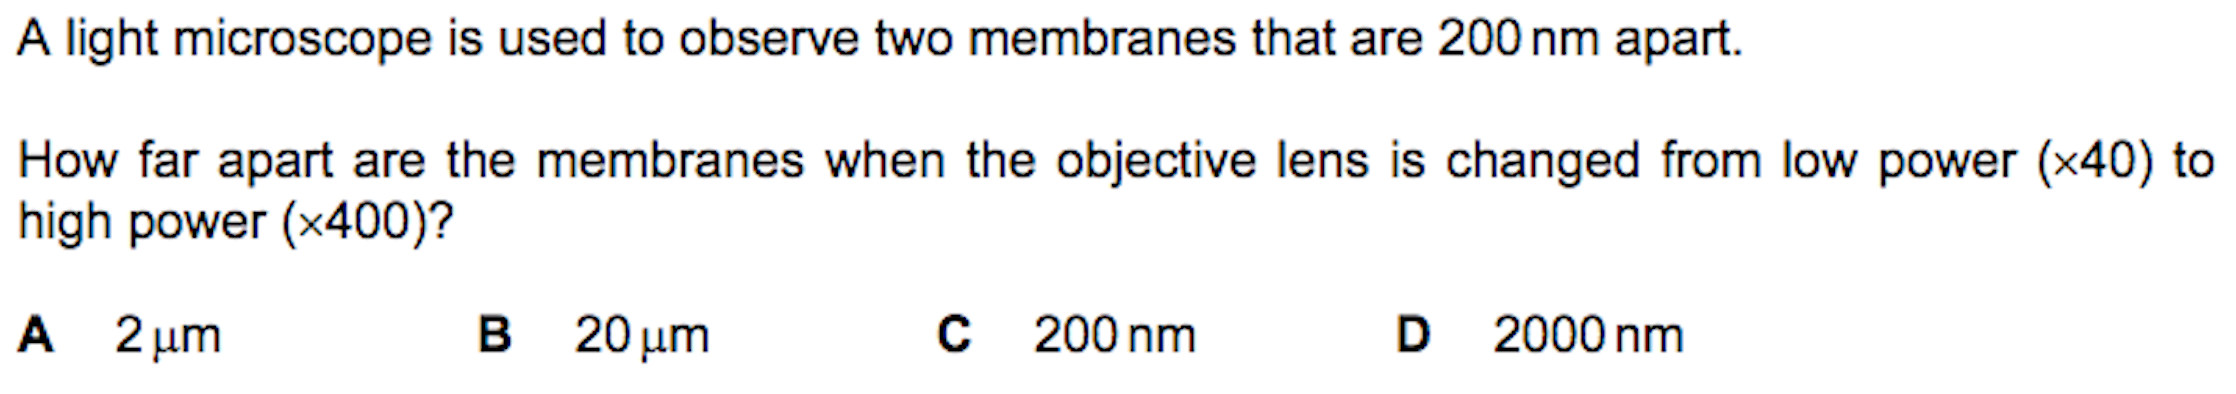 A light microscope is used to observe two membranes that are 200 nm apart.
How far apart are the membranes when the objective lens is changed from low power (×40) to
high power (×400)?
A 2 μm B 20 μm C 200 nm D 2000 nm